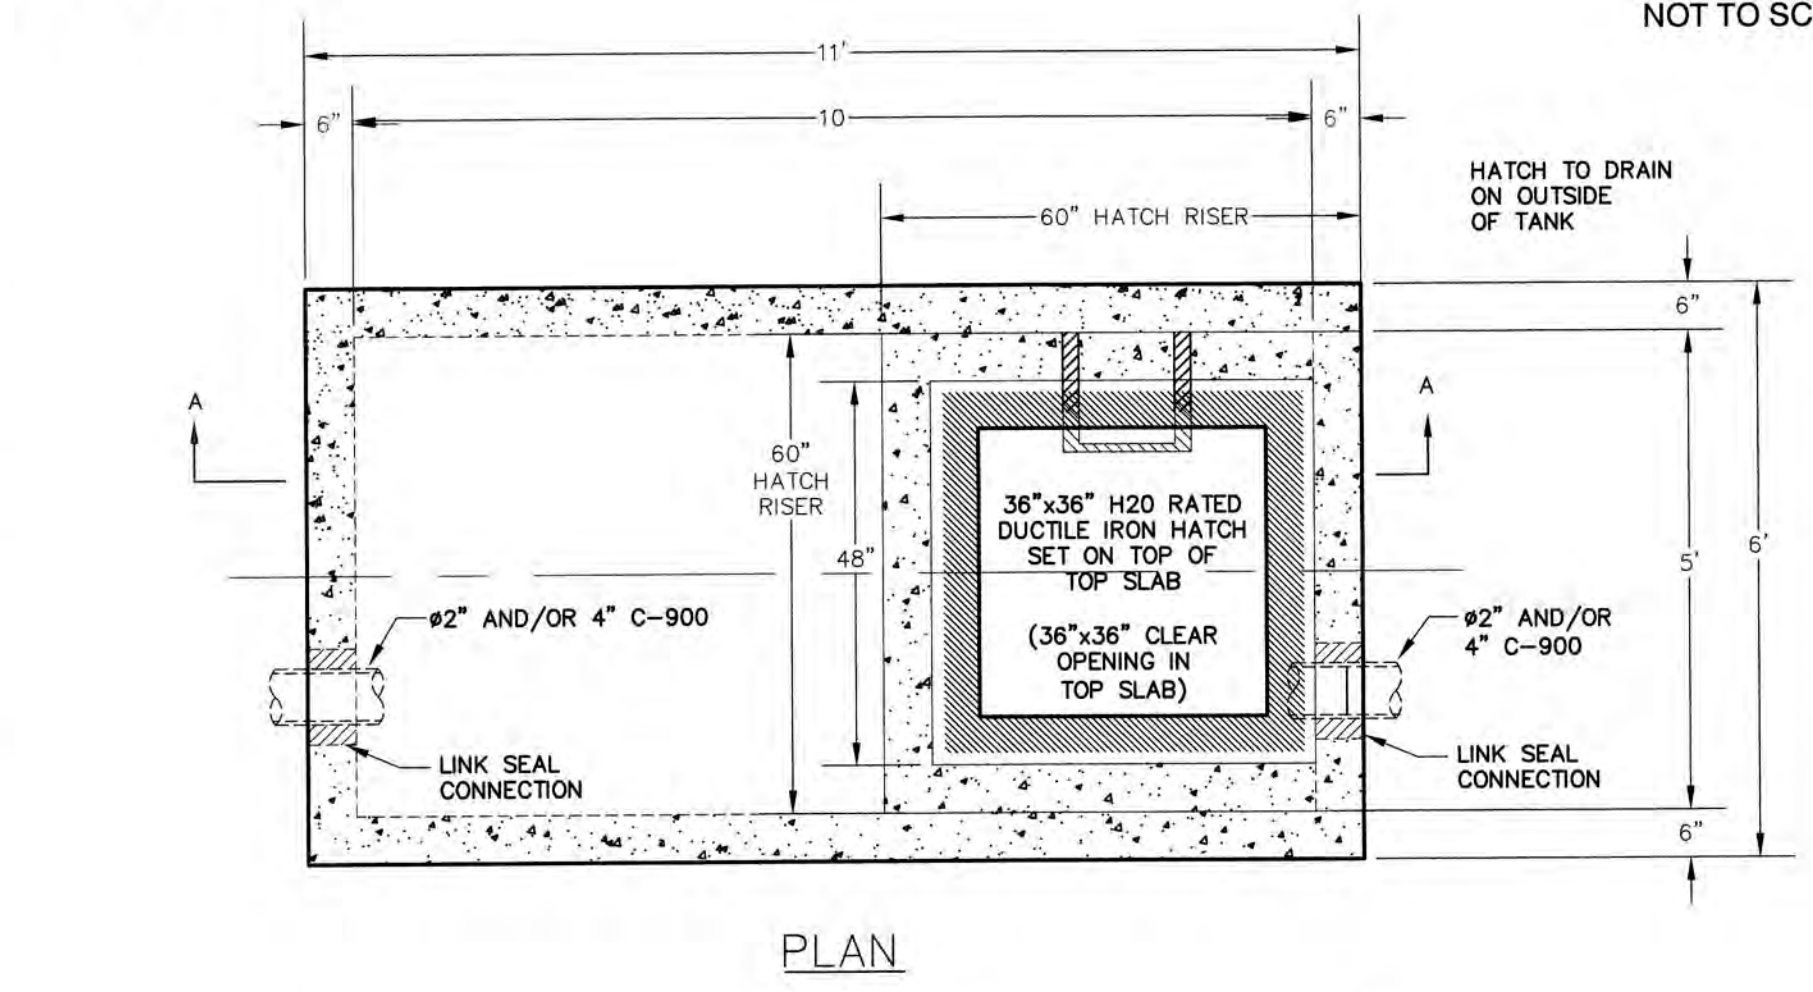 NOT TO SC
11'
6"
10
6"
HATCH TO DRAIN
ON OUTSIDE
OF TANK
60" HATCH RISER
6"
A
A
60"
HATCH
RISER
48"
36"x36" H20 RATED
DUCTILE IRON HATCH
SET ON TOP OF
TOP SLAB
(36"x36" CLEAR
OPENING IN
TOP SLAB)
5'
6'
ø2" AND/OR 4" C-900
ø2" AND/OR
4" C-900
LINK SEAL
CONNECTION
LINK SEAL
CONNECTION
6"
PLAN